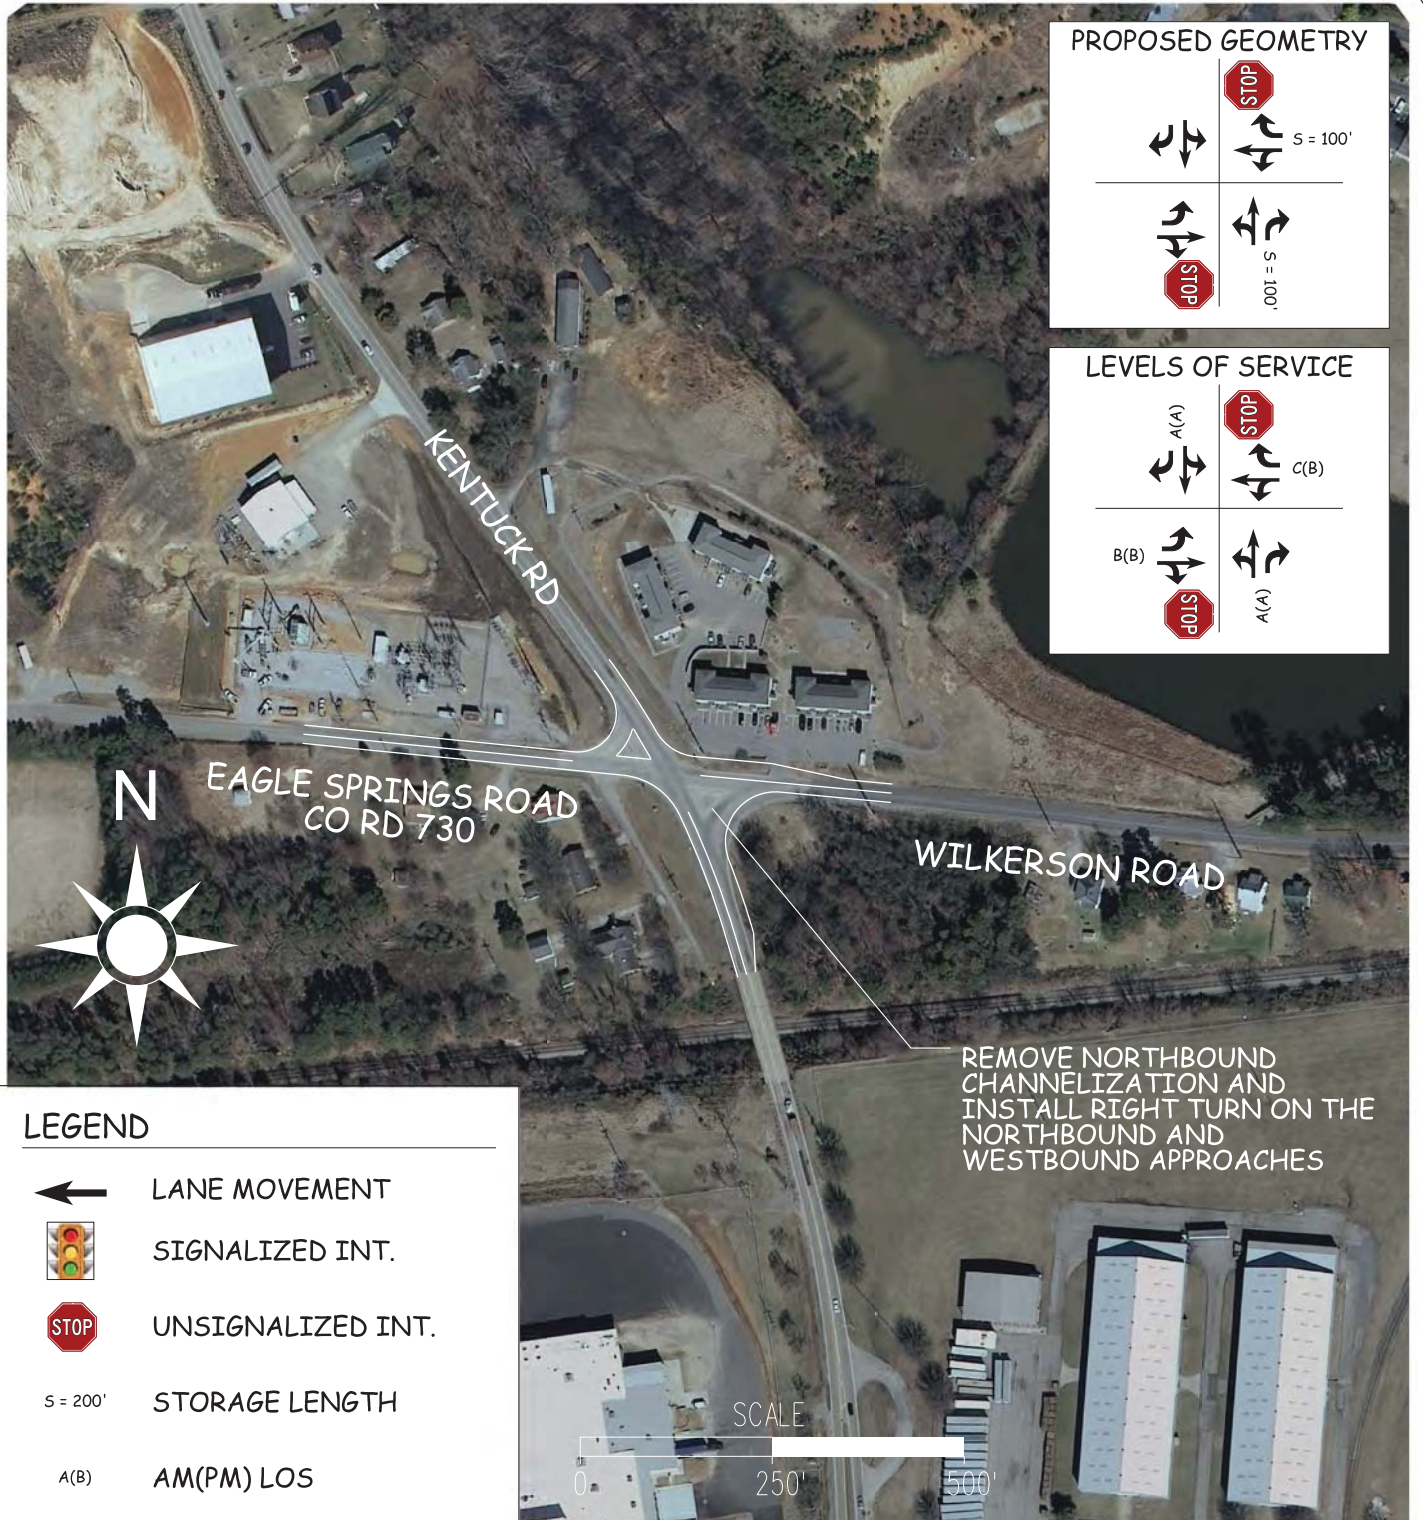 PROPOSED GEOMETRY
STOP
S = 100'
STOP
S = 100'
LEVELS OF SERVICE
A(A)
STOP
C(B)
B(B)
STOP
A(A)
KENTUCK RD
EAGLE SPRINGS ROAD
CO RD 730
N
WILKERSON ROAD
REMOVE NORTHBOUND
CHANNELIZATION AND
INSTALL RIGHT TURN ON THE
NORTHBOUND AND
WESTBOUND APPROACHES
LEGEND
LANE MOVEMENT
SIGNALIZED INT.
STOP
UNSIGNALIZED INT.
S = 200'
STORAGE LENGTH
A(B)
AM(PM) LOS
SCALE
0 250' 500'